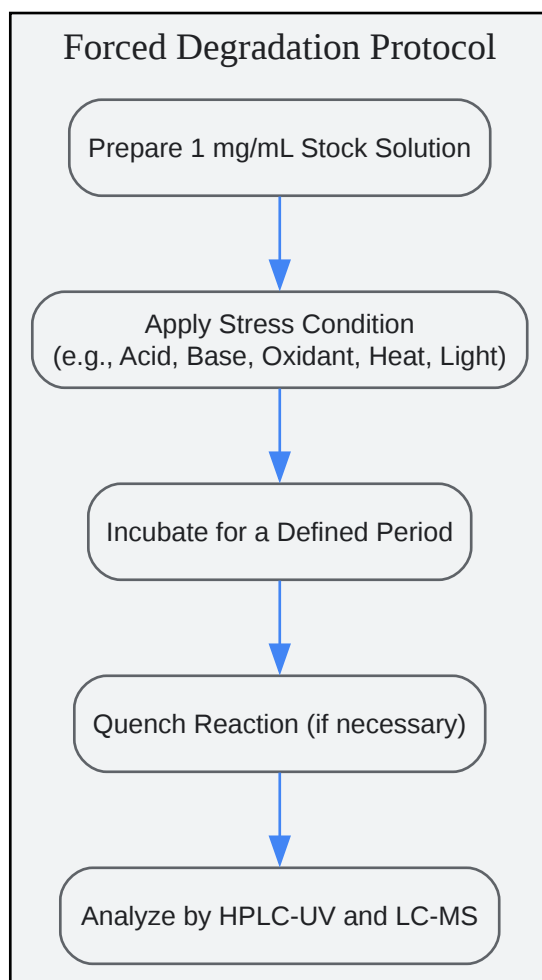 Forced Degradation Protocol
Prepare 1 mg/mL Stock Solution
Apply Stress Condition
(e.g., Acid, Base, Oxidant, Heat, Light)
Incubate for a Defined Period
Quench Reaction (if necessary)
Analyze by HPLC-UV and LC-MS